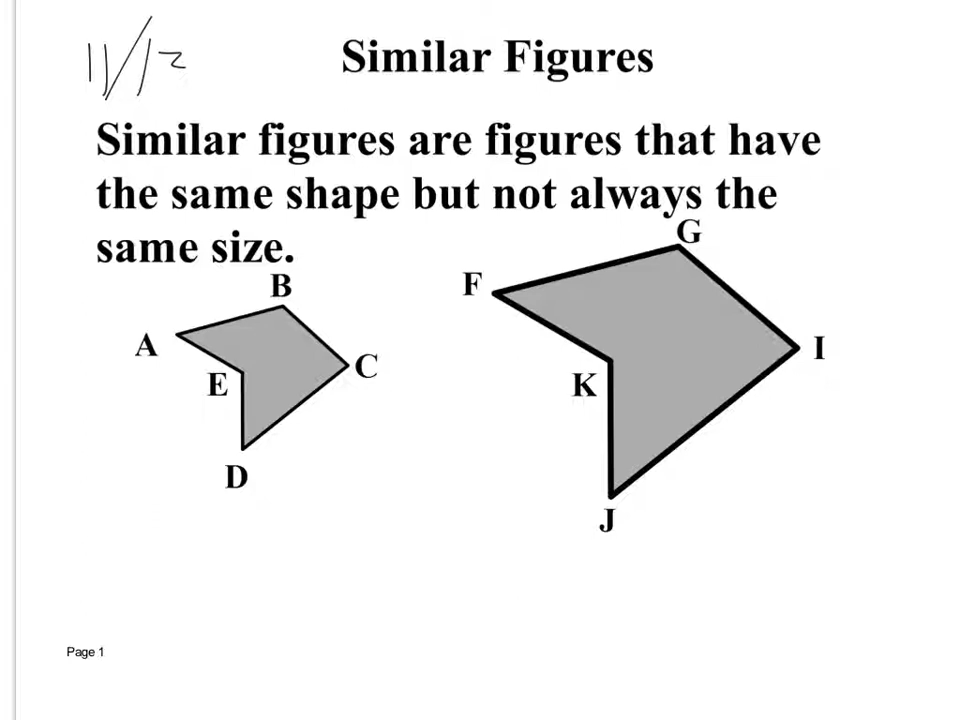 11/12
Similar Figures
Similar figures are figures that have
the same shape but not always the
same size.
G
B
F
A
I
C
E
K
D
J
Page 1